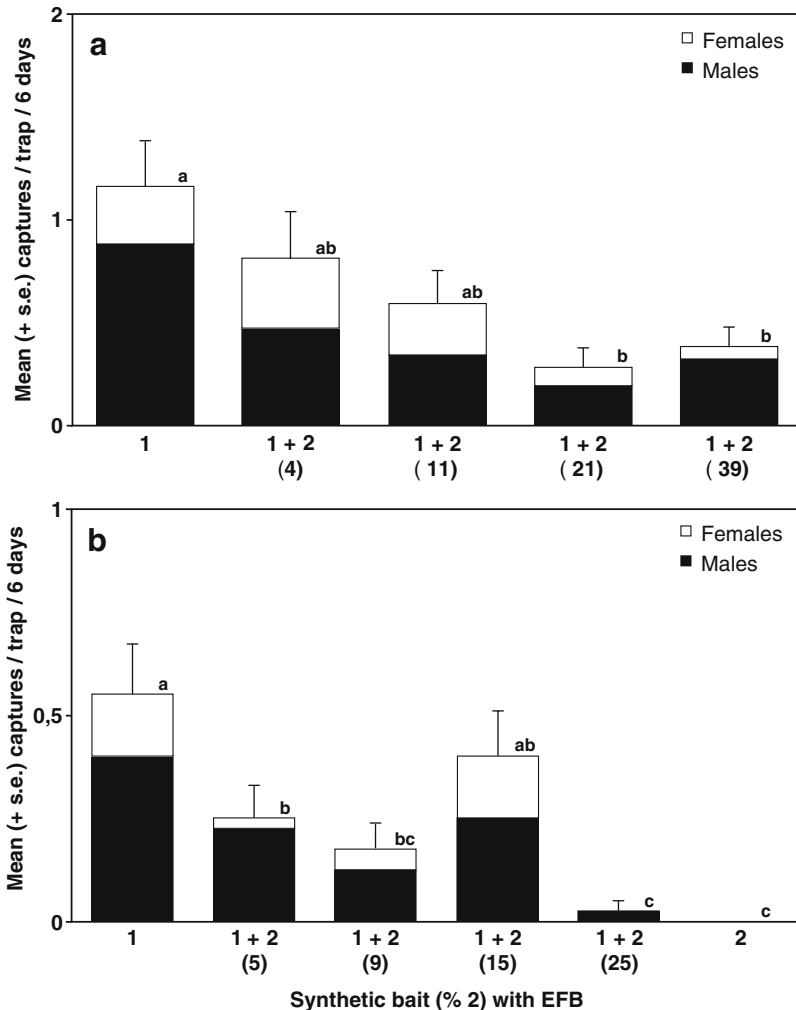 2
a
Females
Males
Mean (+ s.e.) captures / trap / 6 days
a
1
ab
ab
b
b
0
1 1 + 2 1 + 2 1 + 2 1 + 2
(4) ( 11) ( 21) ( 39)
1
b
Females
Males
Mean (+ s.e.) captures / trap / 6 days
a
0,5
ab
b
bc
c
c
0
1 1 + 2 1 + 2 1 + 2 1 + 2 2
(5) (9) (15) (25)
Synthetic bait (% 2) with EFB